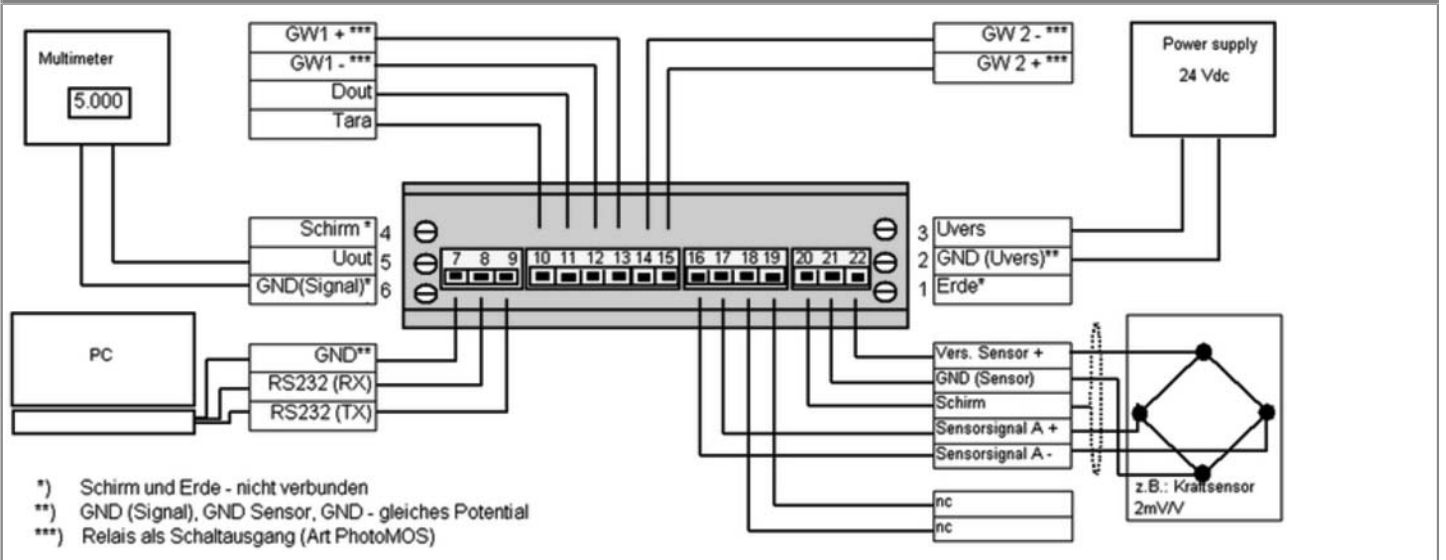 Multimeter
5.000
GW1 + ***
GW1 - ***
Dout
Tara
GW 2 - ***
GW 2 + ***
Power supply
24 Vdc
Schirm * 4
Uout 5
GND(Signal)* 6
3 Uvers
2 GND (Uvers)**
1 Erde*
7 8 9 10 11 12 13 14 15 16 17 18 19 20 21 22
PC
GND**
RS232 (RX)
RS232 (TX)
Vers. Sensor +
GND (Sensor)
Schirm
Sensorsignal A +
Sensorsignal A -
nc
nc
z.B.: Kraftsensor
2mV/V
*) Schirm und Erde - nicht verbunden
**) GND (Signal), GND Sensor, GND - gleiches Potential
***) Relais als Schaltausgang (Art PhotoMOS)